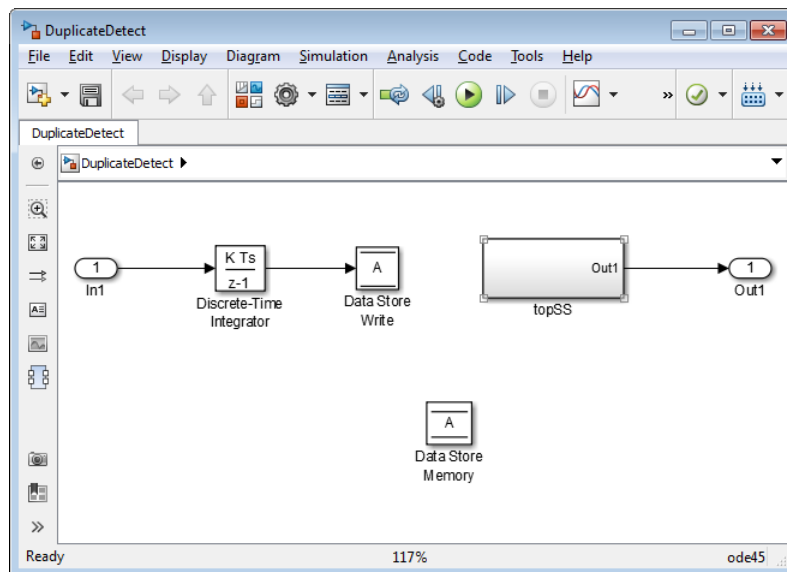 DuplicateDetect
File Edit View Display Diagram Simulation Analysis Code Tools Help
»
DuplicateDetect
DuplicateDetect
1
In1
K Ts
z-1
Discrete-Time
Integrator
A
Data Store
Write
Out1
topSS
1
Out1
A
Data Store
Memory
»
Ready 117% ode45